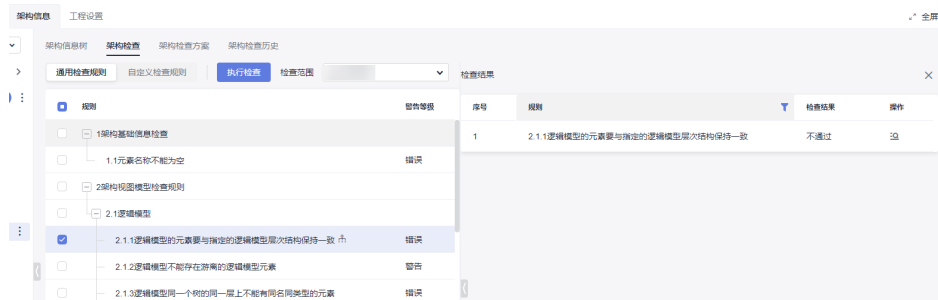 架构信息 工程设置 全屏
架构信息树 架构检查 架构检查方案 架构检查历史
通用检查规则 自定义检查规则 执行检查 检查范围 检查结果
规则 警告等级 序号 规则 检查结果 操作
1架构基础信息检查
1 2.1.1逻辑模型的元素要与指定的逻辑模型层次结构保持一致 不通过
1.1元素名称不能为空 错误
2架构视图模型检查规则
2.1逻辑模型
2.1.1逻辑模型的元素要与指定的逻辑模型层次结构保持一致 错误
2.1.2逻辑模型不能存在游离的逻辑模型元素 警告
2.1.3逻辑模型同一个树的同一层上不能有同名同类型的元素 错误